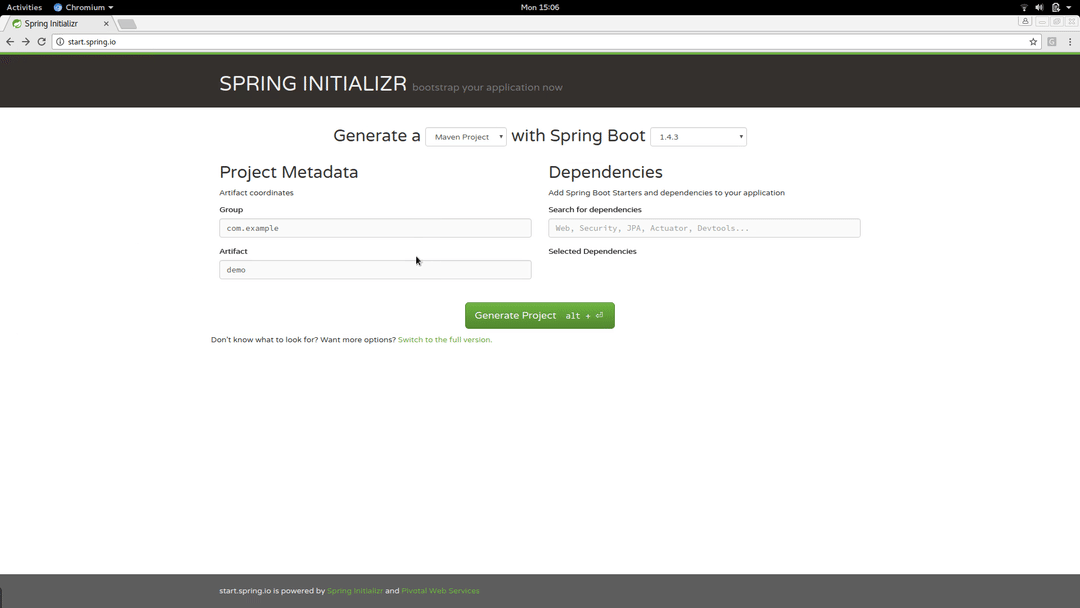 Activities Chromium Mon 15:06
Spring Initializr
start.spring.io
SPRING INITIALIZR bootstrap your application now
Generate a Maven Project with Spring Boot 1.4.3
Project Metadata
Artifact coordinates
Group
com.example
Artifact
demo
Dependencies
Add Spring Boot Starters and dependencies to your application
Search for dependencies
Web, Security, JPA, Actuator, Devtools...
Selected Dependencies
Generate Project alt + ⏎
Don't know what to look for? Want more options? Switch to the full version.
start.spring.io is powered by Spring Initializr and Pivotal Web Services